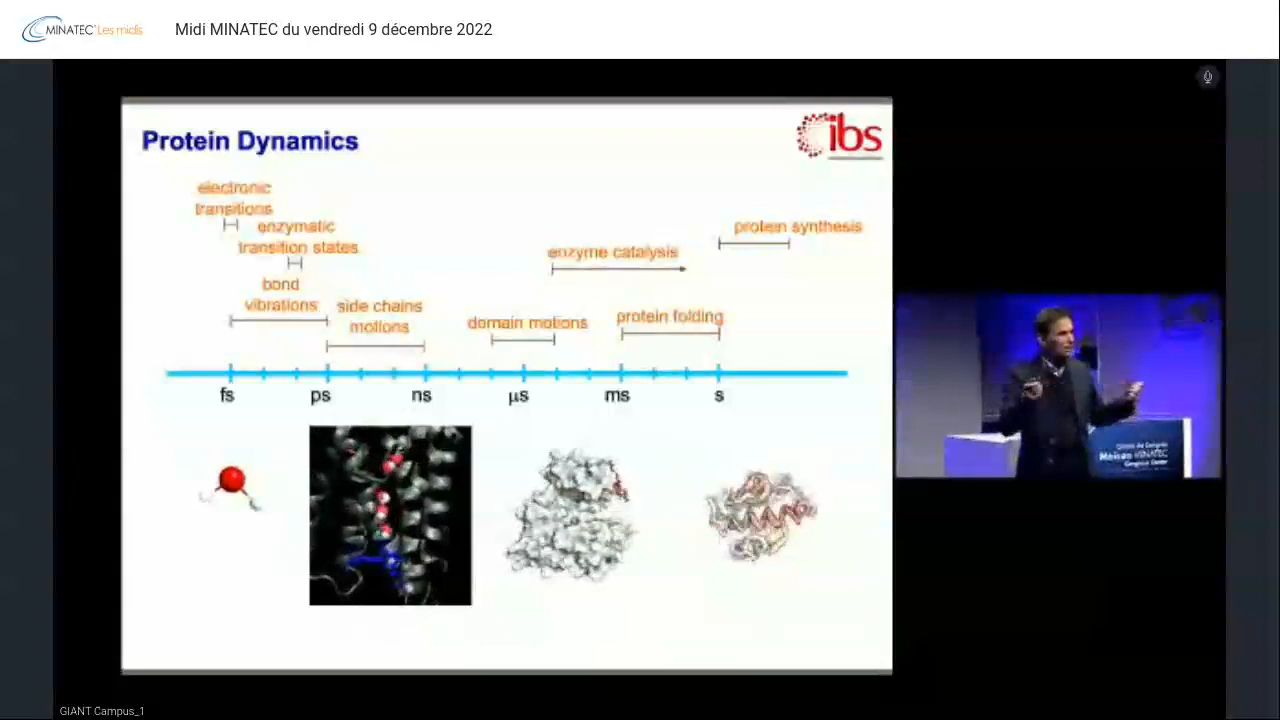 MINATEC Les midis
Midi MINATEC du vendredi 9 décembre 2022
Protein Dynamics
ibs
electronic
transitions
enzymatic
transition states
bond
vibrations
side chains
motions
domain motions
enzyme catalysis
protein folding
protein synthesis
fs
ps
ns
µs
ms
s
Maison MINATEC
GIANT Campus_1